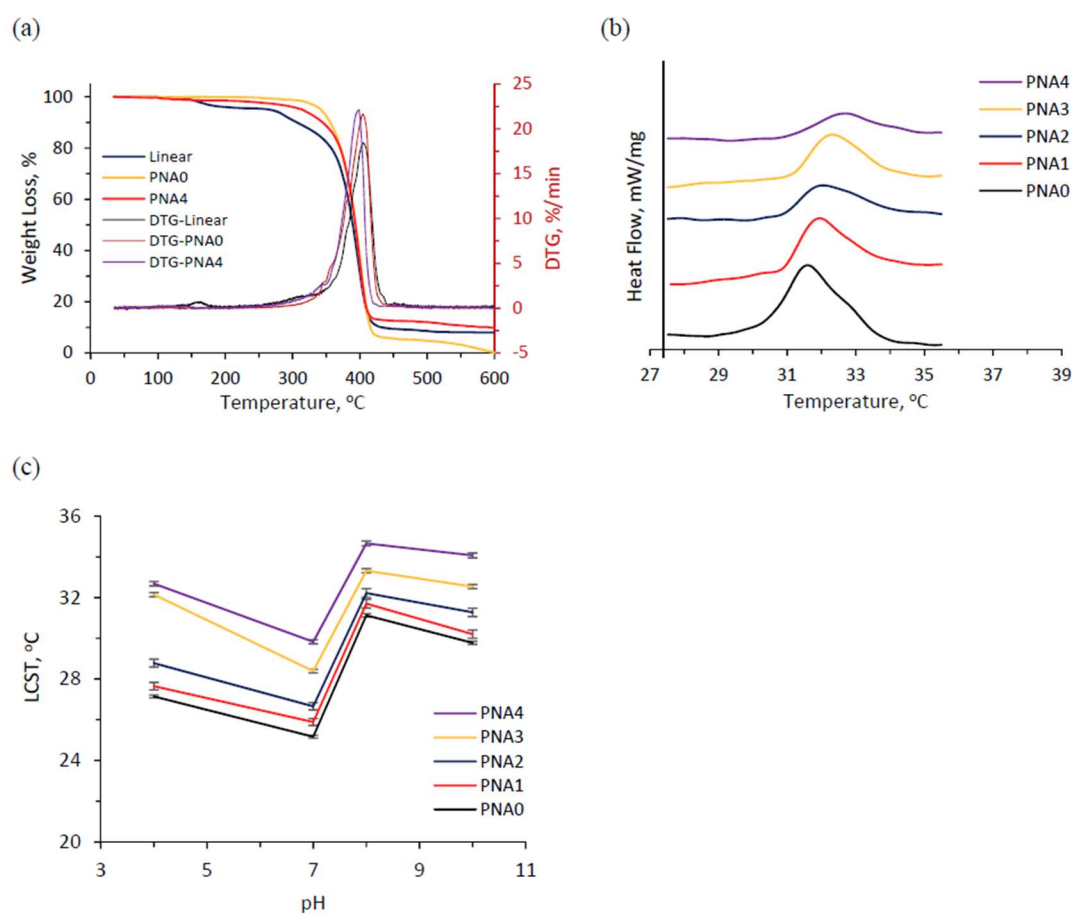 (a)
(b)
100
80
60
40
20
0
Weight Loss, %
25
20
15
10
5
0
-5
DTG, %/min
Linear
PNA0
PNA4
DTG-Linear
DTG-PNA0
DTG-PNA4
0 100 200 300 400 500 600
Temperature, °C
Heat Flow, mW/mg
PNA4
PNA3
PNA2
PNA1
PNA0
27 29 31 33 35 37 39
Temperature, °C
(c)
36
32
28
24
20
LCST, °C
PNA4
PNA3
PNA2
PNA1
PNA0
3 5 7 9 11
pH